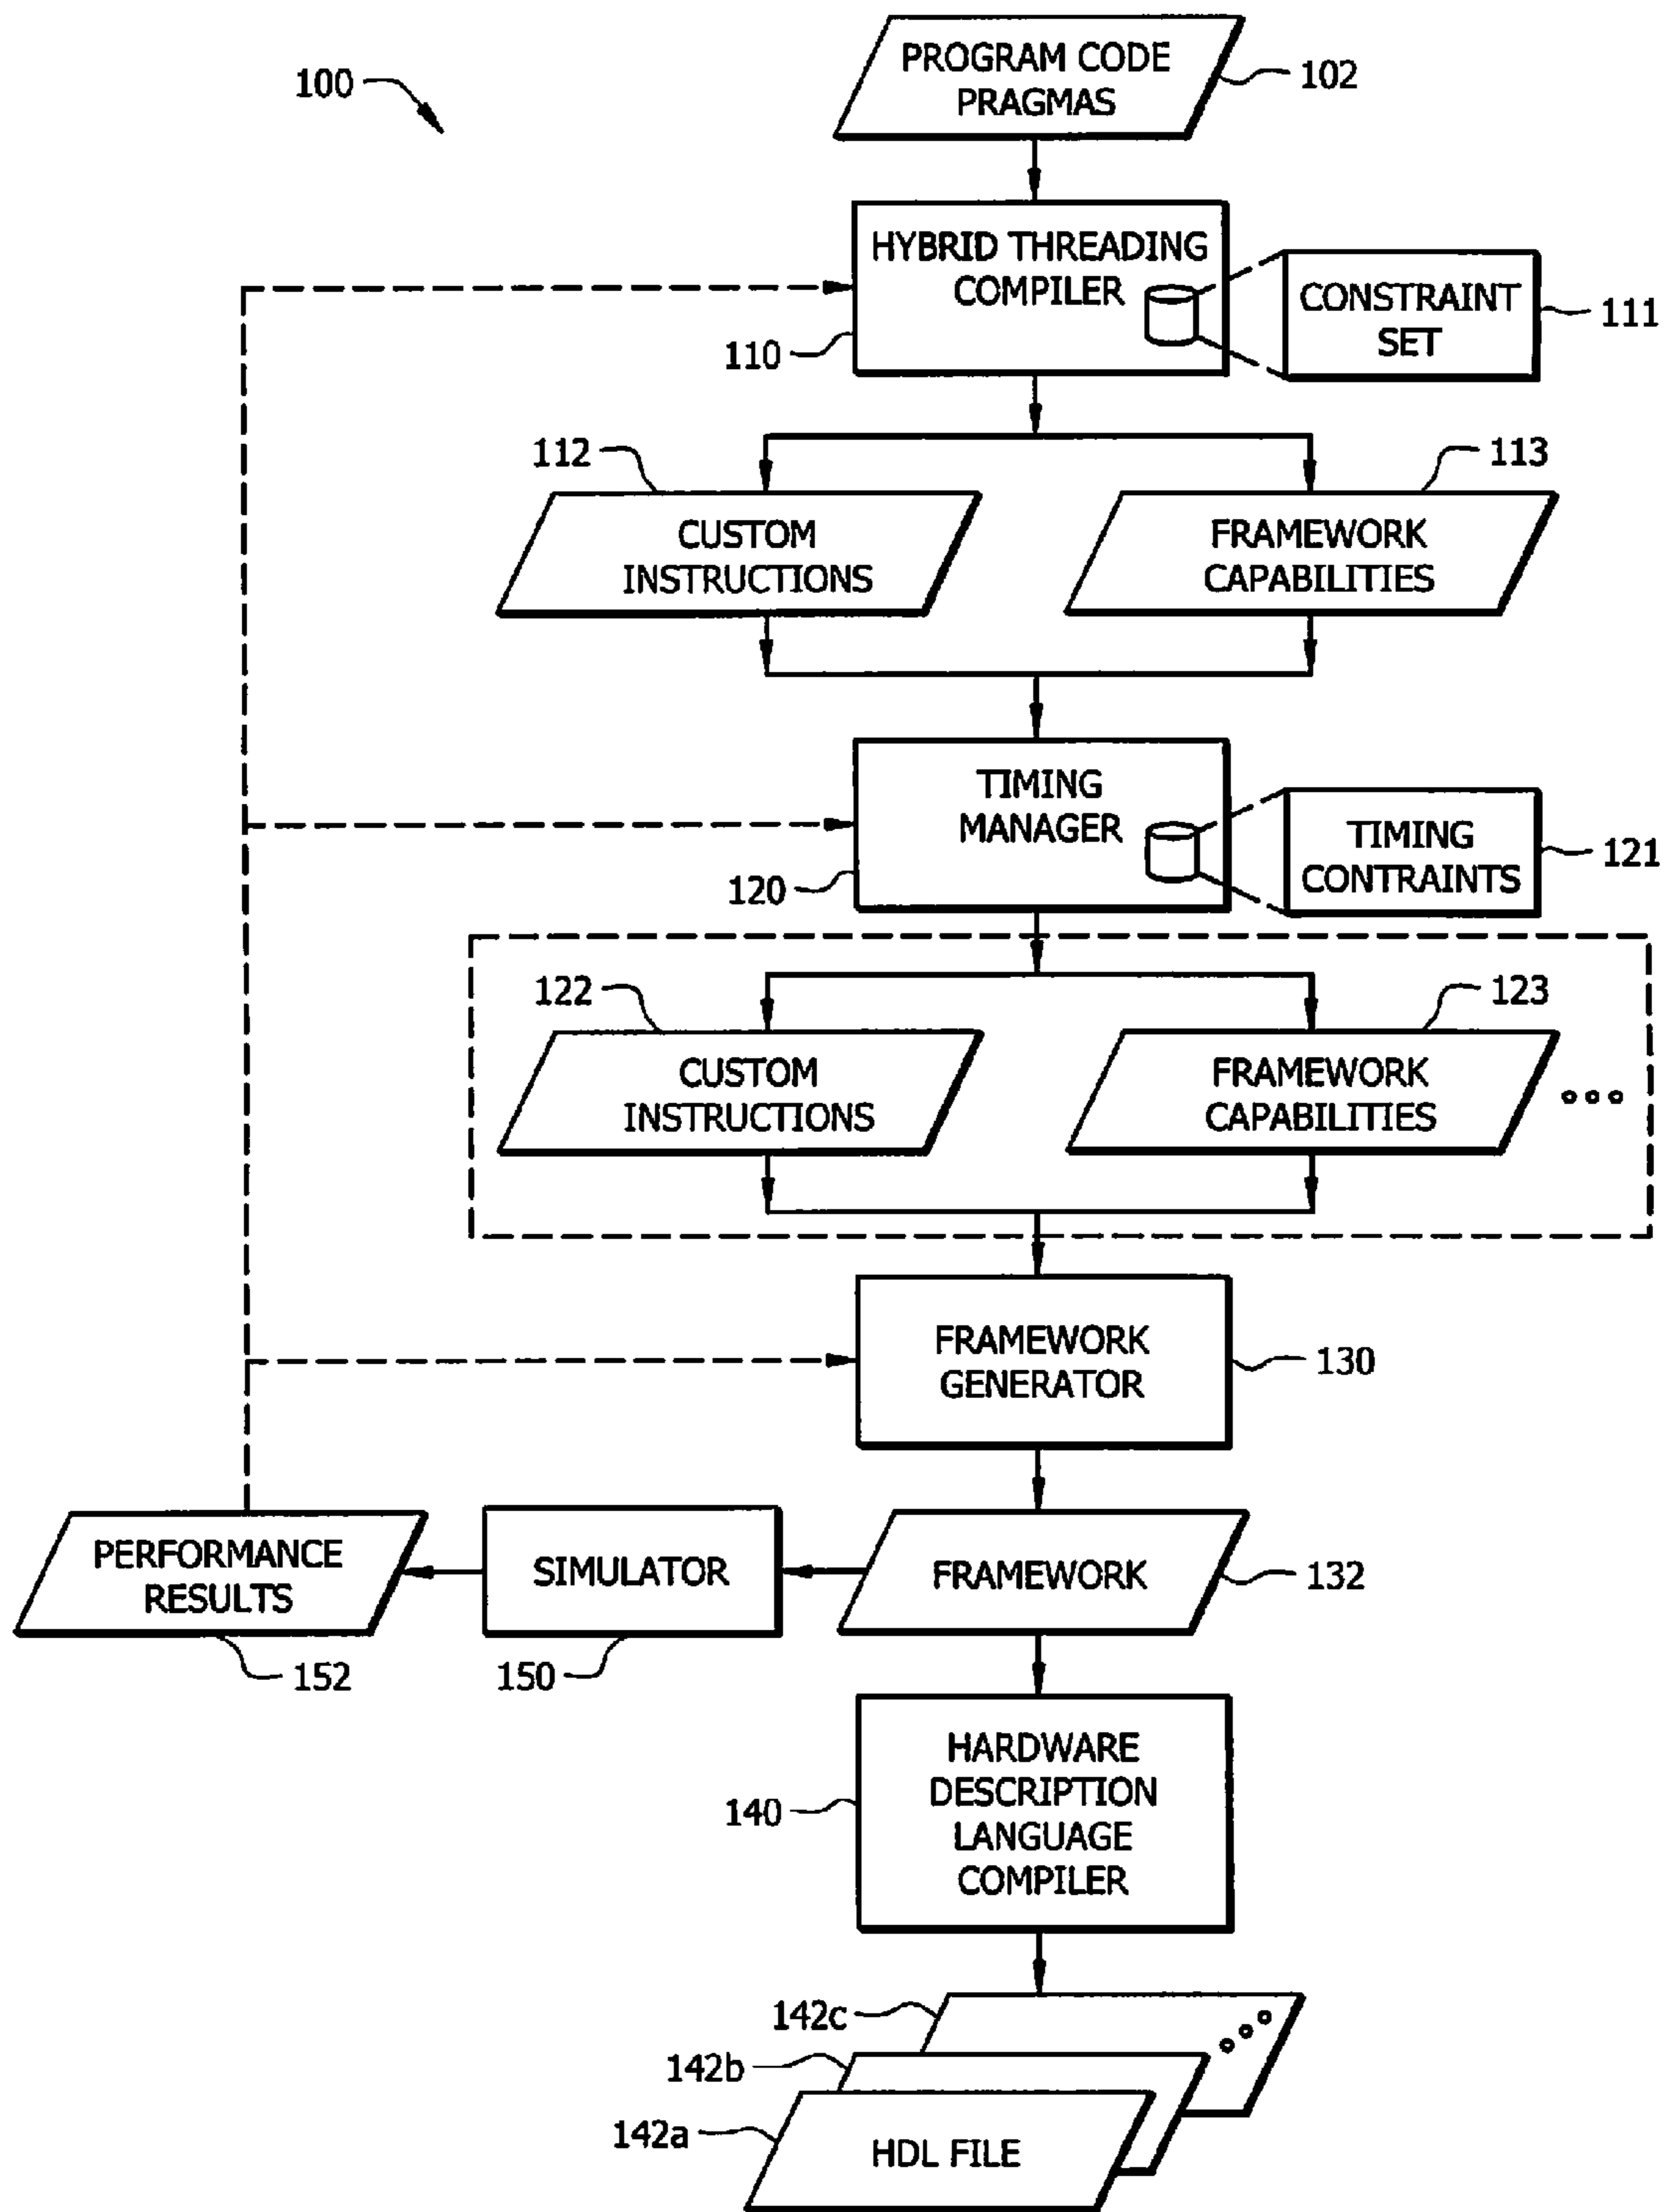 100
PROGRAM CODE
PRAGMAS
102
HYBRID THREADING
COMPILER
110
CONSTRAINT
SET
111
112
113
CUSTOM
INSTRUCTIONS
FRAMEWORK
CAPABILITIES
TIMING
MANAGER
120
TIMING
CONTRAINTS
121
122
123
CUSTOM
INSTRUCTIONS
FRAMEWORK
CAPABILITIES
FRAMEWORK
GENERATOR
130
PERFORMANCE
RESULTS
152
SIMULATOR
150
FRAMEWORK
132
HARDWARE
DESCRIPTION
LANGUAGE
COMPILER
140
142c
142b
142a
HDL FILE